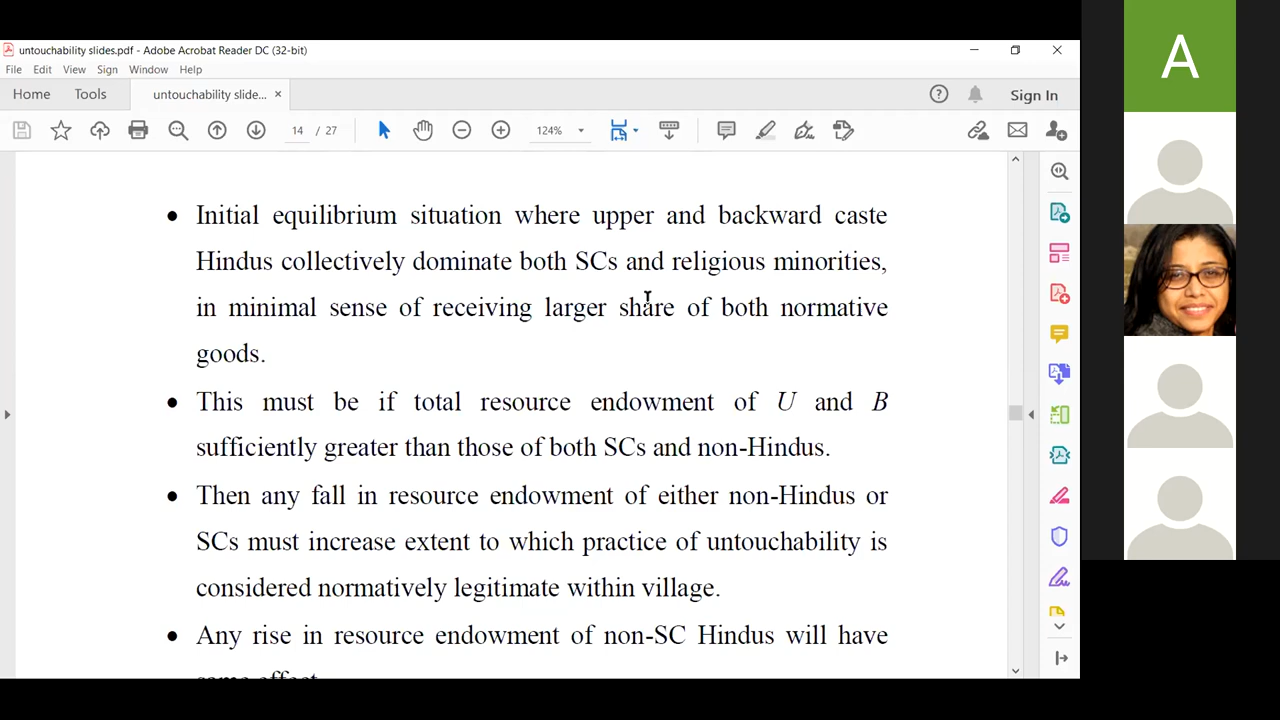 untouchability slides.pdf - Adobe Acrobat Reader DC (32-bit)
File Edit View Sign Window Help
Home Tools untouchability slide... × Sign In
14 / 27 124%
• Initial equilibrium situation where upper and backward caste
Hindus collectively dominate both SCs and religious minorities,
in minimal sense of receiving larger share of both normative
goods.
• This must be if total resource endowment of U and B
sufficiently greater than those of both SCs and non-Hindus.
• Then any fall in resource endowment of either non-Hindus or
SCs must increase extent to which practice of untouchability is
considered normatively legitimate within village.
• Any rise in resource endowment of non-SC Hindus will have
same effect
A